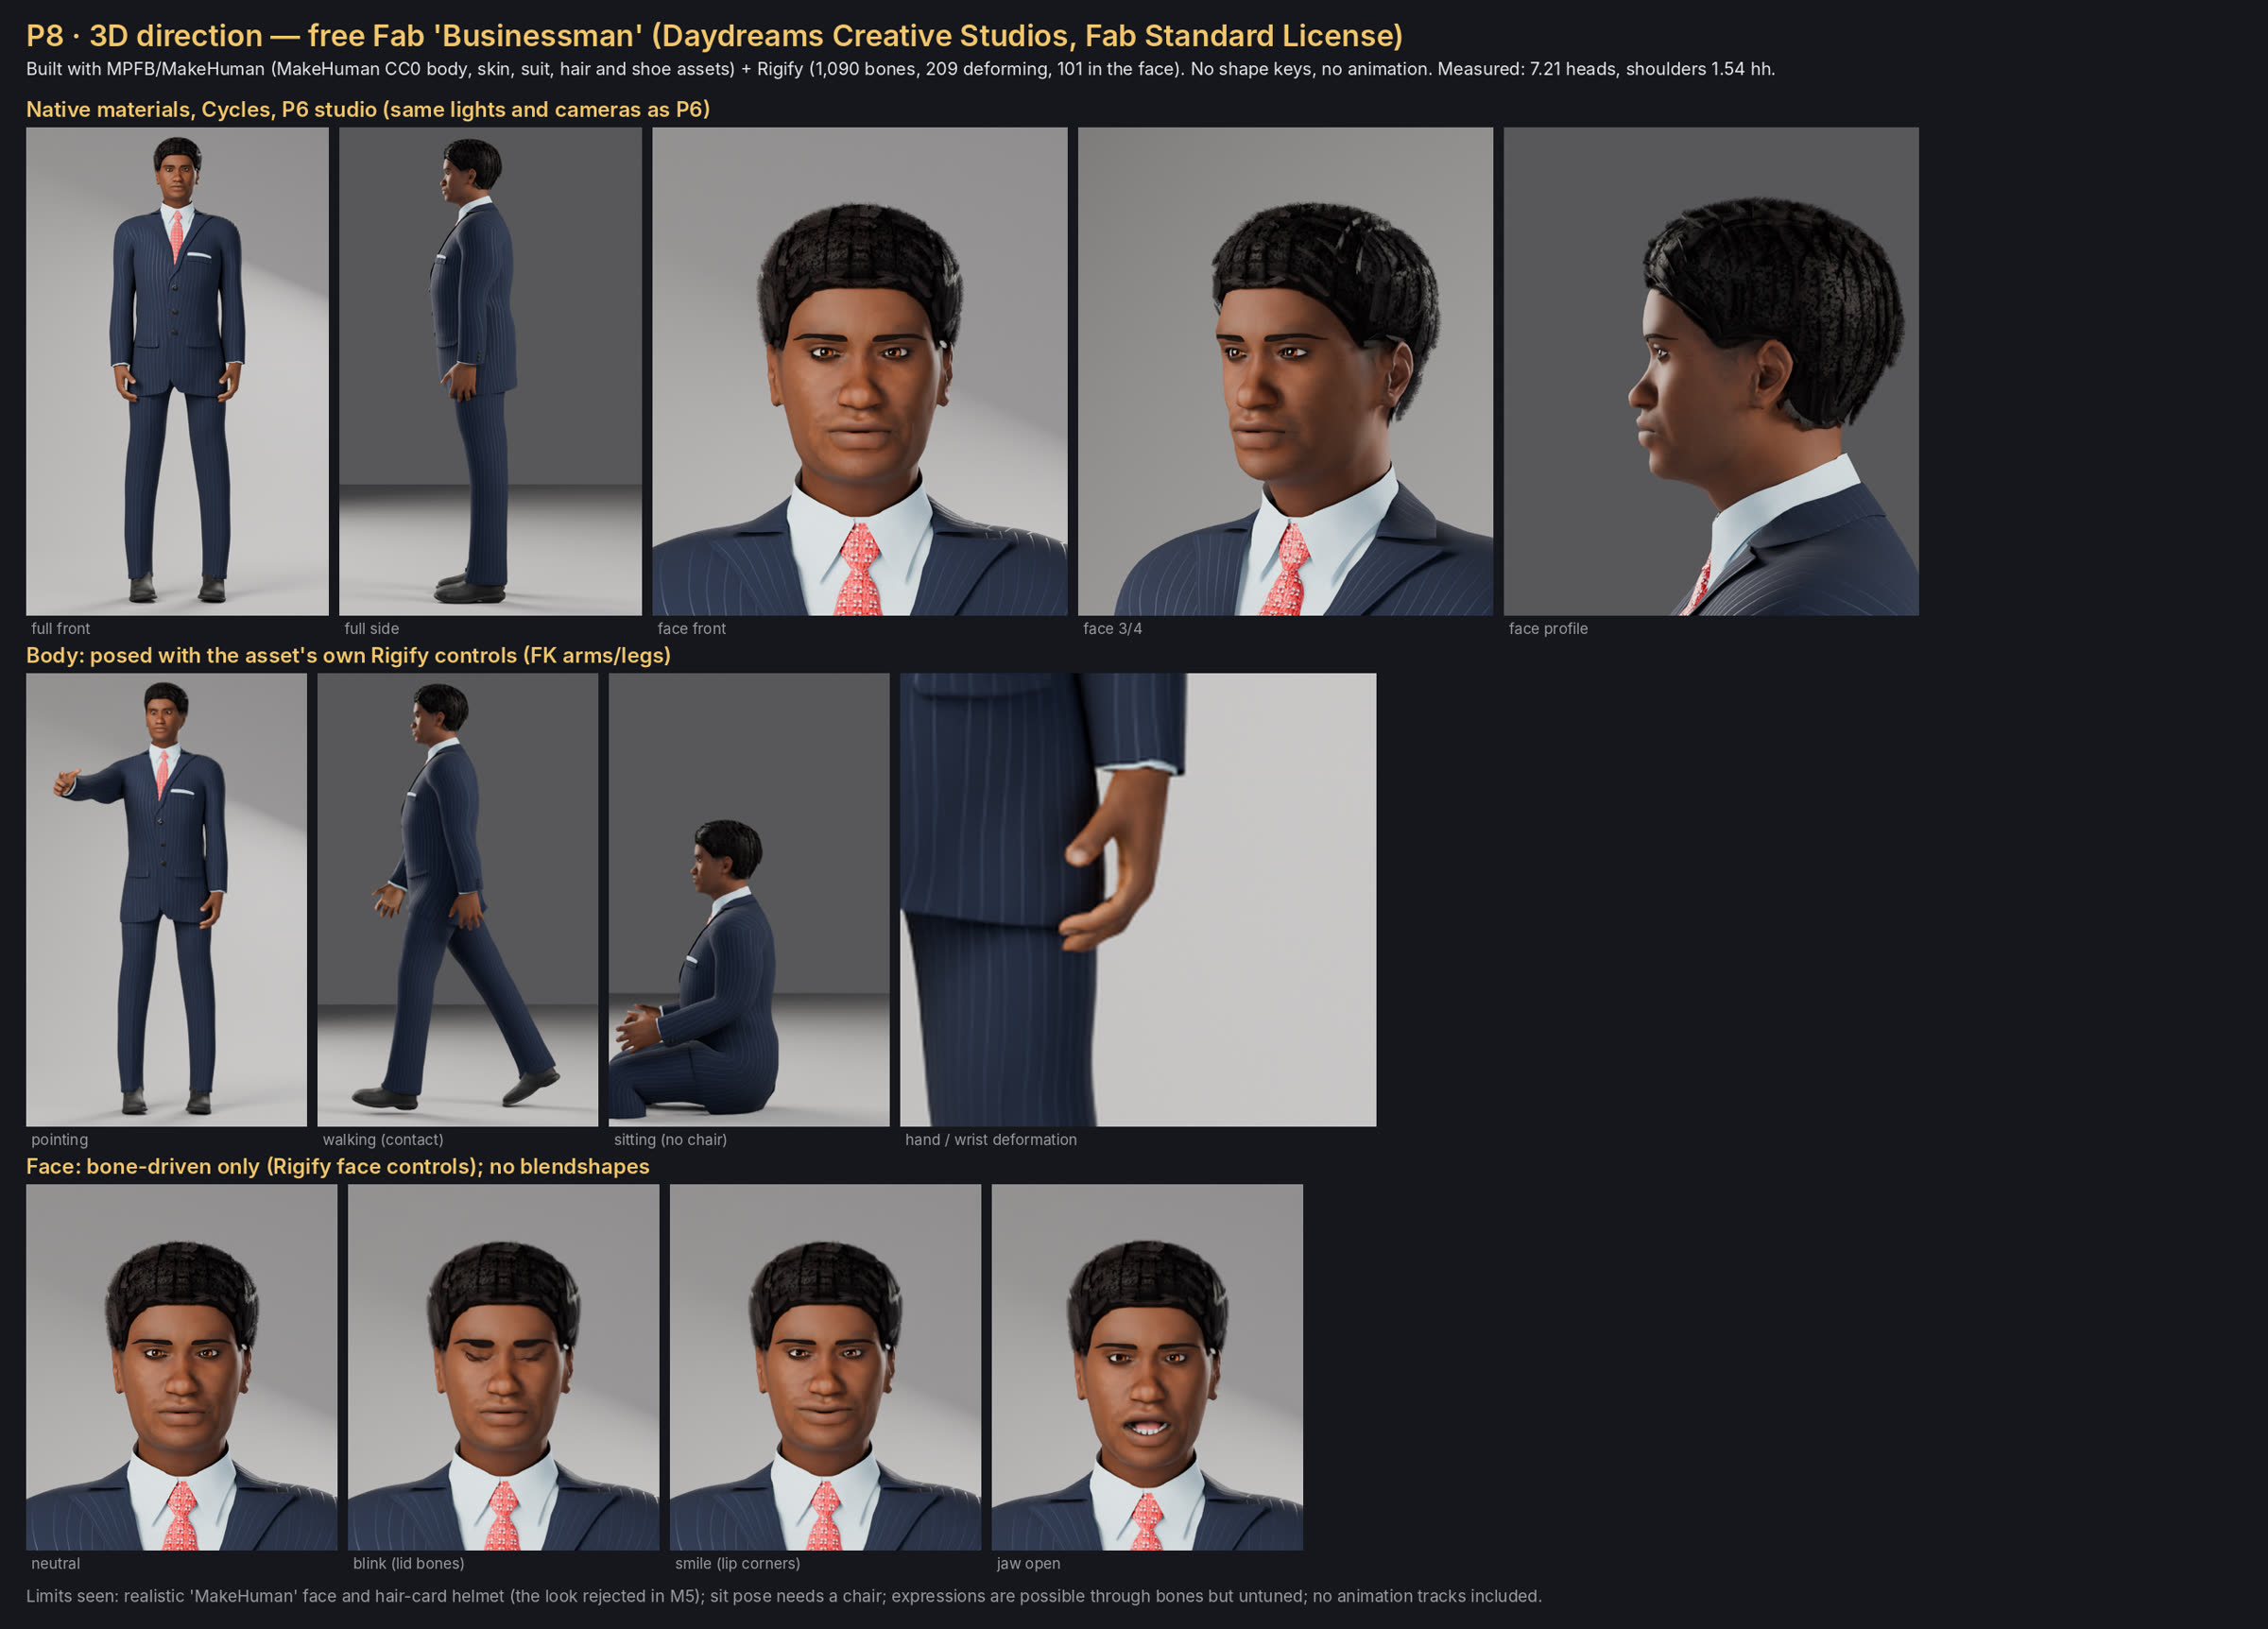 P8 · 3D direction — free Fab 'Businessman' (Daydreams Creative Studios, Fab Standard License)
Built with MPFB/MakeHuman (MakeHuman CC0 body, skin, suit, hair and shoe assets) + Rigify (1,090 bones, 209 deforming, 101 in the face). No shape keys, no animation. Measured: 7.21 heads, shoulders 1.54 hh.
Native materials, Cycles, P6 studio (same lights and cameras as P6)
full front
full side
face front
face 3/4
face profile
Body: posed with the asset's own Rigify controls (FK arms/legs)
pointing
walking (contact)
sitting (no chair)
hand / wrist deformation
Face: bone-driven only (Rigify face controls); no blendshapes
neutral
blink (lid bones)
smile (lip corners)
jaw open
Limits seen: realistic 'MakeHuman' face and hair-card helmet (the look rejected in M5); sit pose needs a chair; expressions are possible through bones but untuned; no animation tracks included.